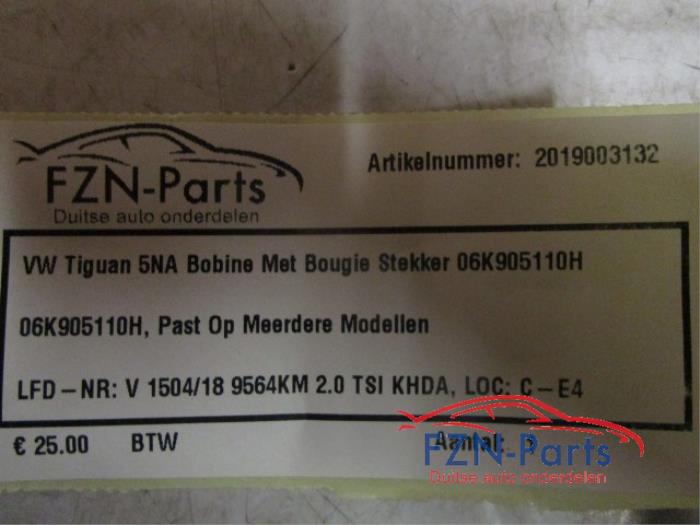 FZN-Parts
Duitse auto onderdelen
Artikelnummer: 2019003132
VW Tiguan 5NA Bobine Met Bougie Stekker 06K905110H
06K905110H, Past Op Meerdere Modellen
LFD-NR: V 1504/18 9564KM 2.0 TSI KHDA, LOC: C-E4
€ 25.00 BTW Aantal:
FZN-Parts
Duitse auto onderdelen